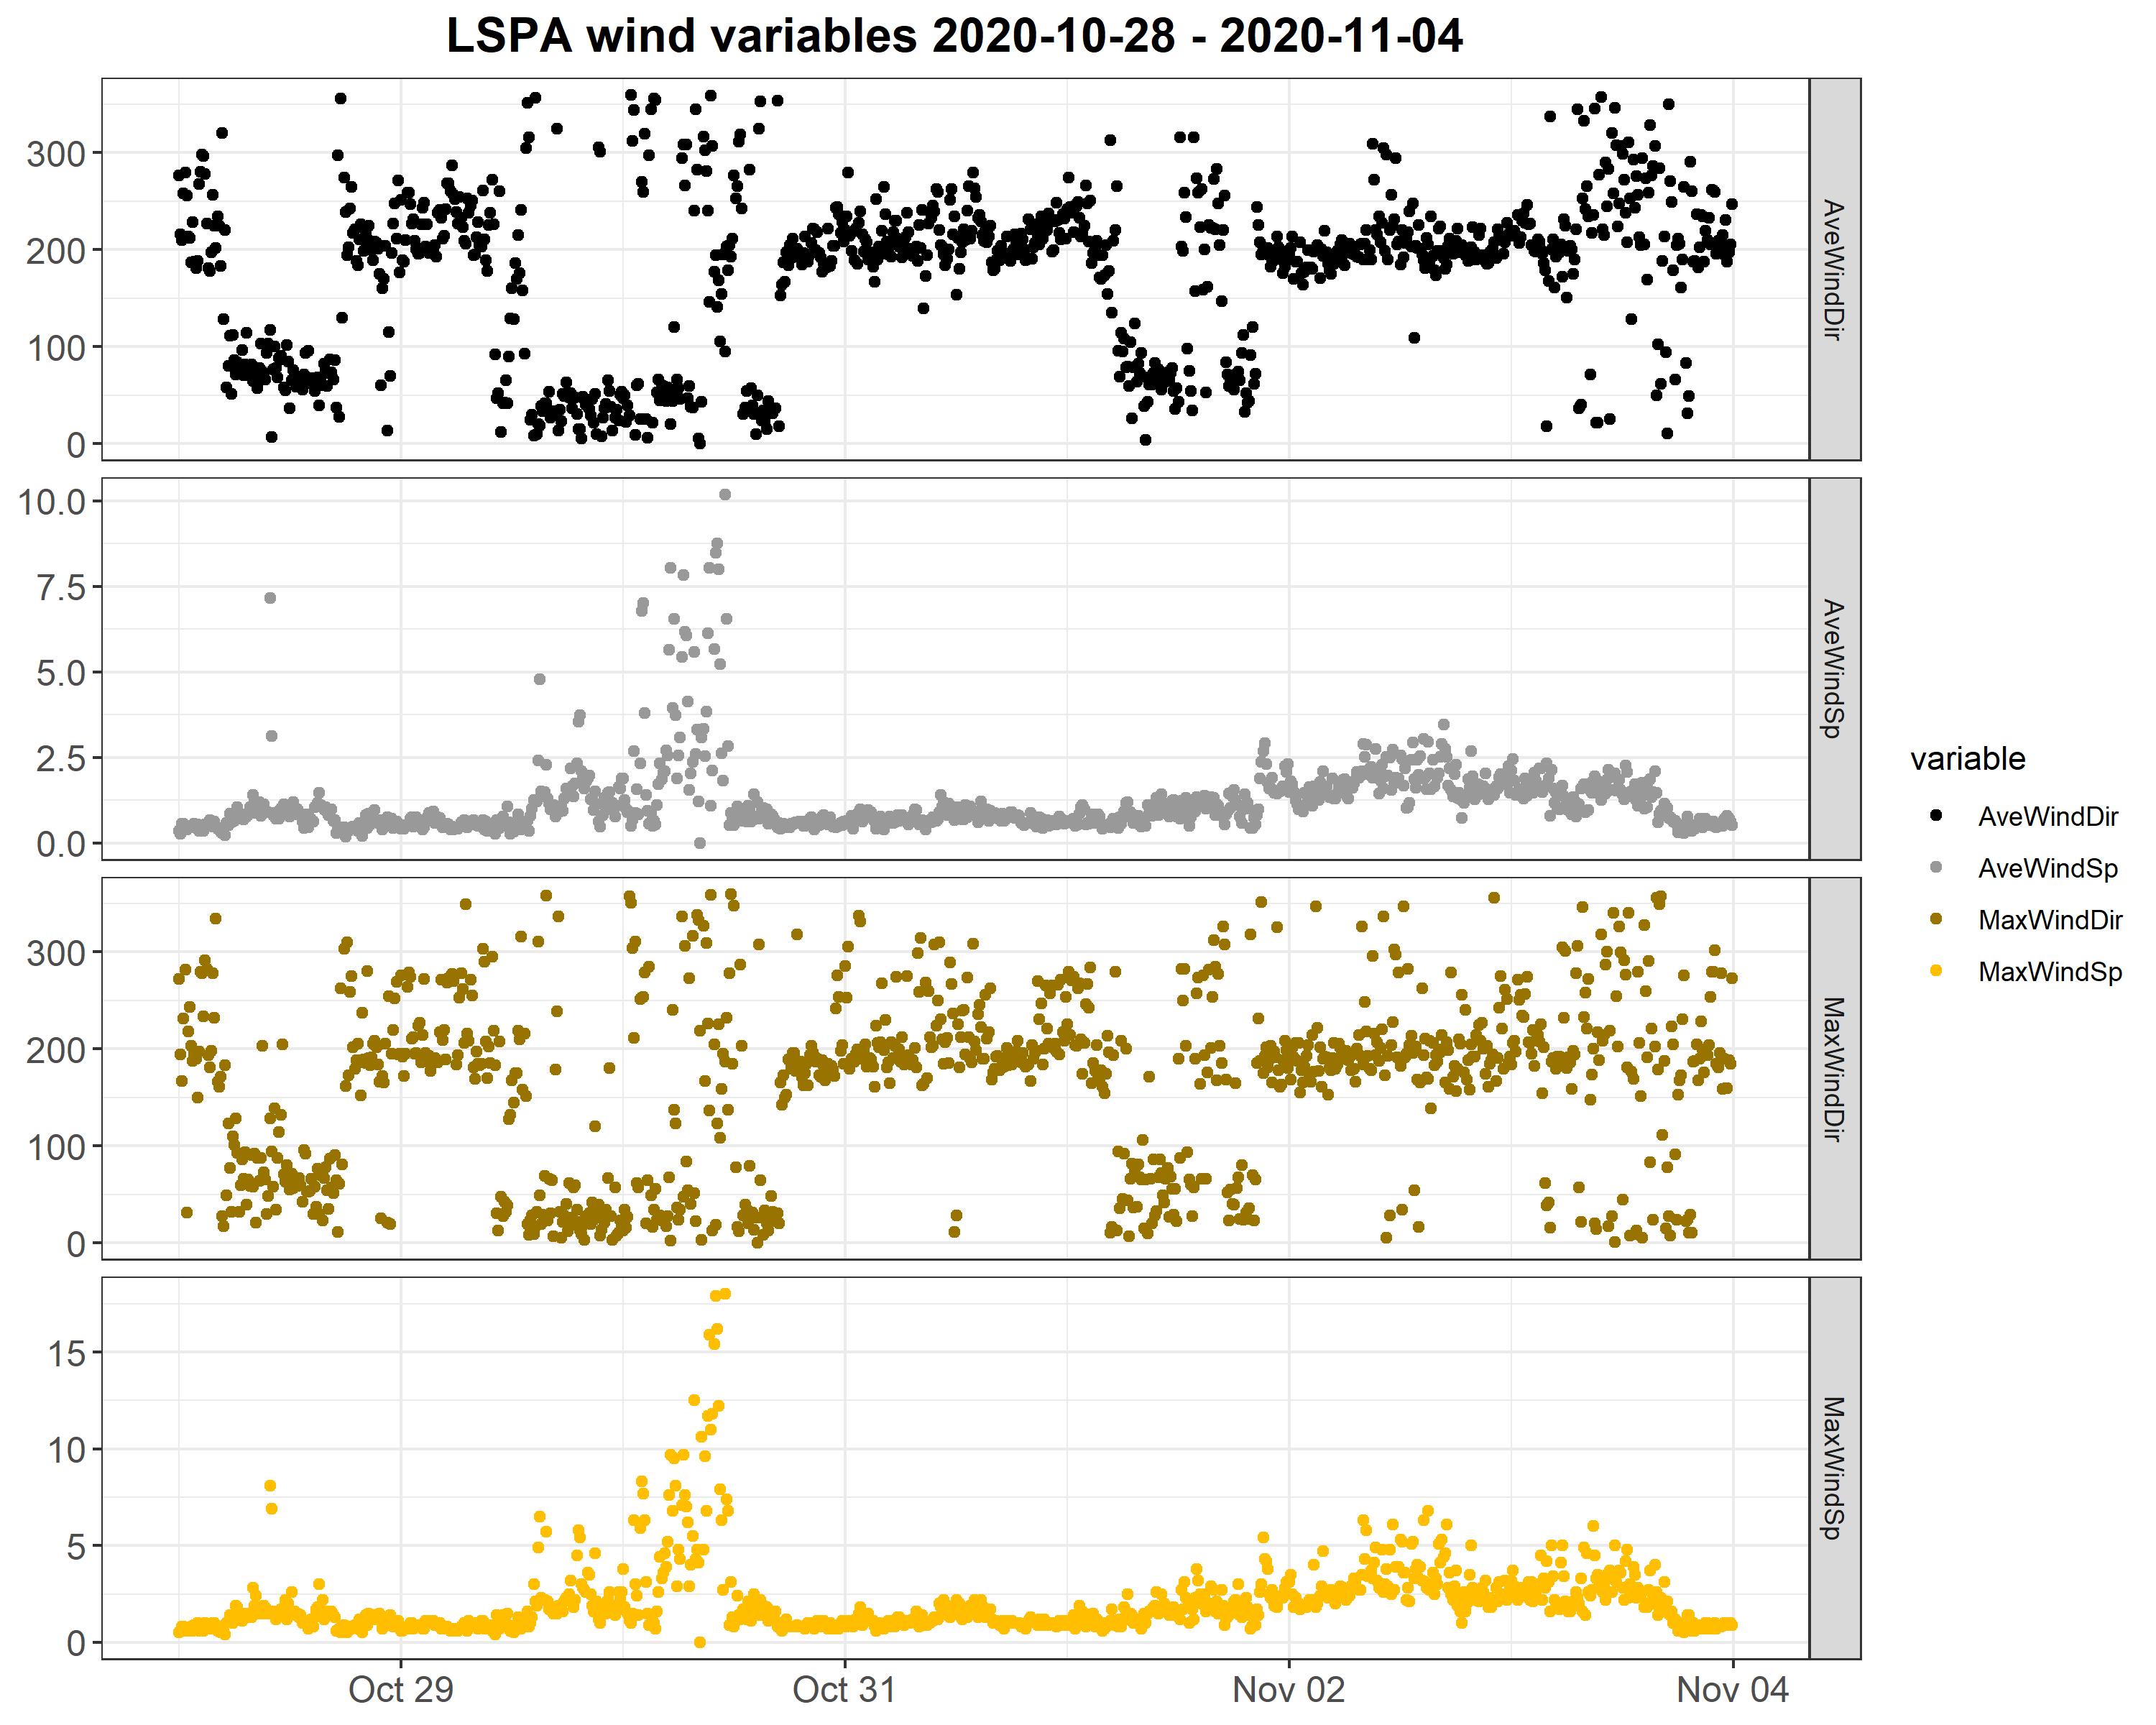 LSPA wind variables 2020-10-28 - 2020-11-04
300
200
100
0
AveWindDir
10.0
7.5
5.0
2.5
0.0
AveWindSp
300
200
100
0
MaxWindDir
15
10
5
0
MaxWindSp
Oct 29 Oct 31 Nov 02 Nov 04
variable
AveWindDir
AveWindSp
MaxWindDir
MaxWindSp